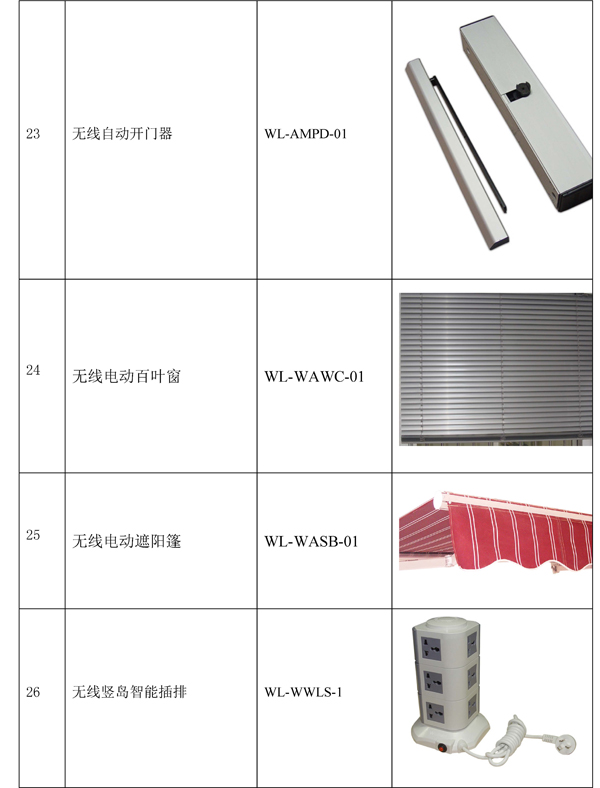 23 无线自动开门器 WL-AMPD-01
24 无线电动百叶窗 WL-WAWC-01
25 无线电动遮阳篷 WL-WASB-01
26 无线竖岛智能插排 WL-WWLS-1